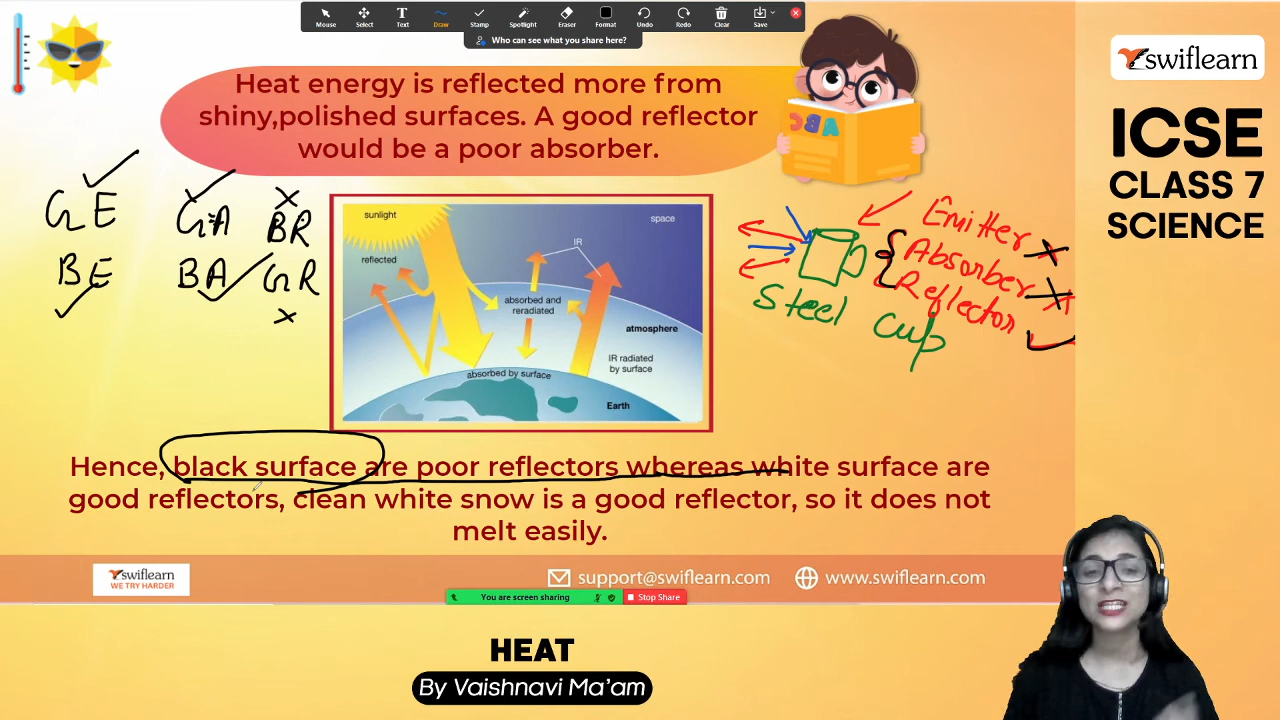 Mouse Select Text Draw Stamp Spotlight Eraser Format Undo Redo Clear Save
Who can see what you share here?
swiflearn
Heat energy is reflected more from
shiny,polished surfaces. A good reflector
would be a poor absorber.
ABC
ICSE
CLASS 7
SCIENCE
GE GA BR
BE BA GR
sunlight
space
IR
reflected
absorbed and
reradiated
atmosphere
IR radiated
by surface
absorbed by surface
Earth
Emitter
Absorber
Reflector
Steel Cup
Hence, black surface are poor reflectors whereas white surface are
good reflectors, clean white snow is a good reflector, so it does not
melt easily.
swiflearn
WE TRY HARDER
support@swiflearn.com www.swiflearn.com
You are screen sharing Stop Share
HEAT
By Vaishnavi Ma'am